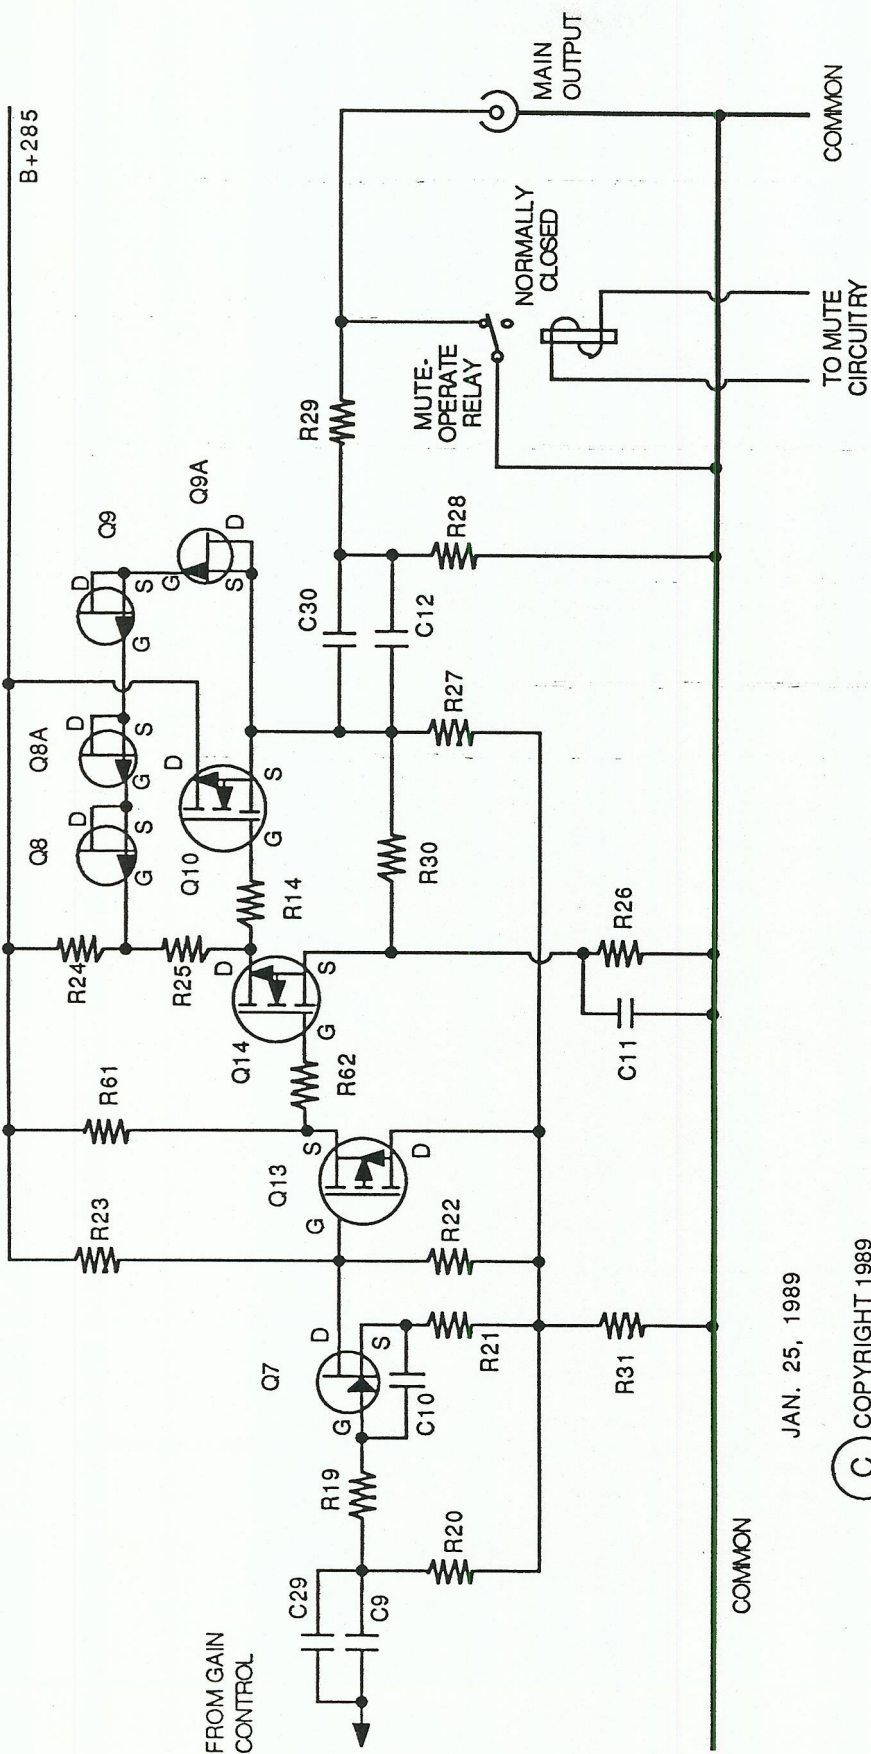 B+285
Q9
Q9A
Q8A
Q8
D
S
G
D
S
G
D
S
G
G
D
S
Q10
D
S
G
R24
R25
R14
Q14
D
S
G
R61
R62
R23
Q13
S
D
G
R22
Q7
D
S
G
C10
R21
R31
R19
R20
C29
C9
FROM GAIN
CONTROL
C30
C12
R27
R28
R29
R30
R26
C11
MUTE-
OPERATE
RELAY
NORMALLY
CLOSED
MAIN
OUTPUT
COMMON
TO MUTE
CIRCUITRY
COMMON
JAN. 25, 1989
C COPYRIGHT 1989